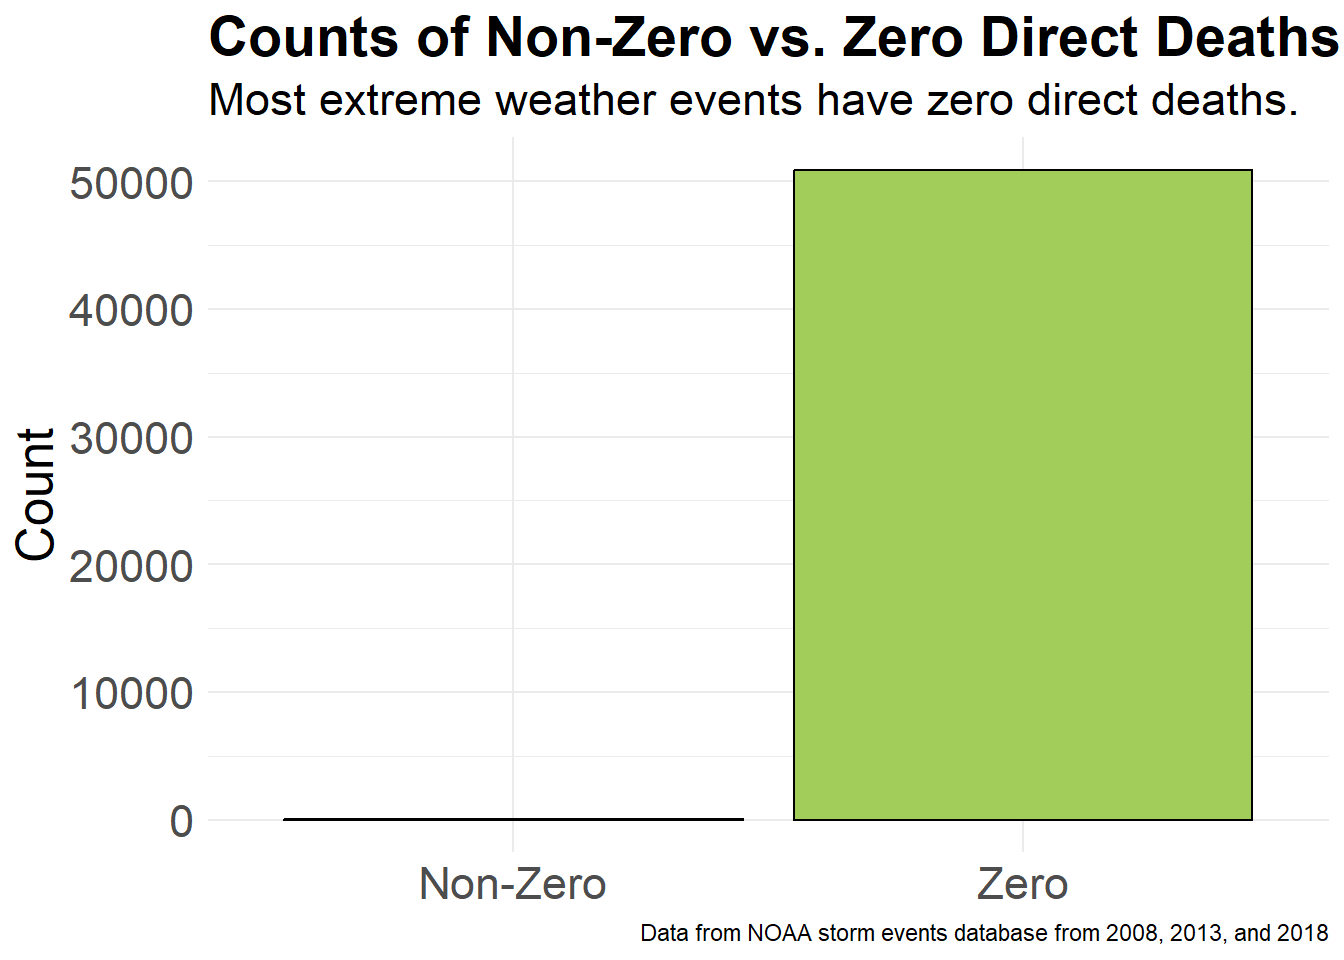 Counts of Non-Zero vs. Zero Direct Deaths
Most extreme weather events have zero direct deaths.
50000
40000
30000
20000
10000
0
Count
Non-Zero
Zero
Data from NOAA storm events database from 2008, 2013, and 2018